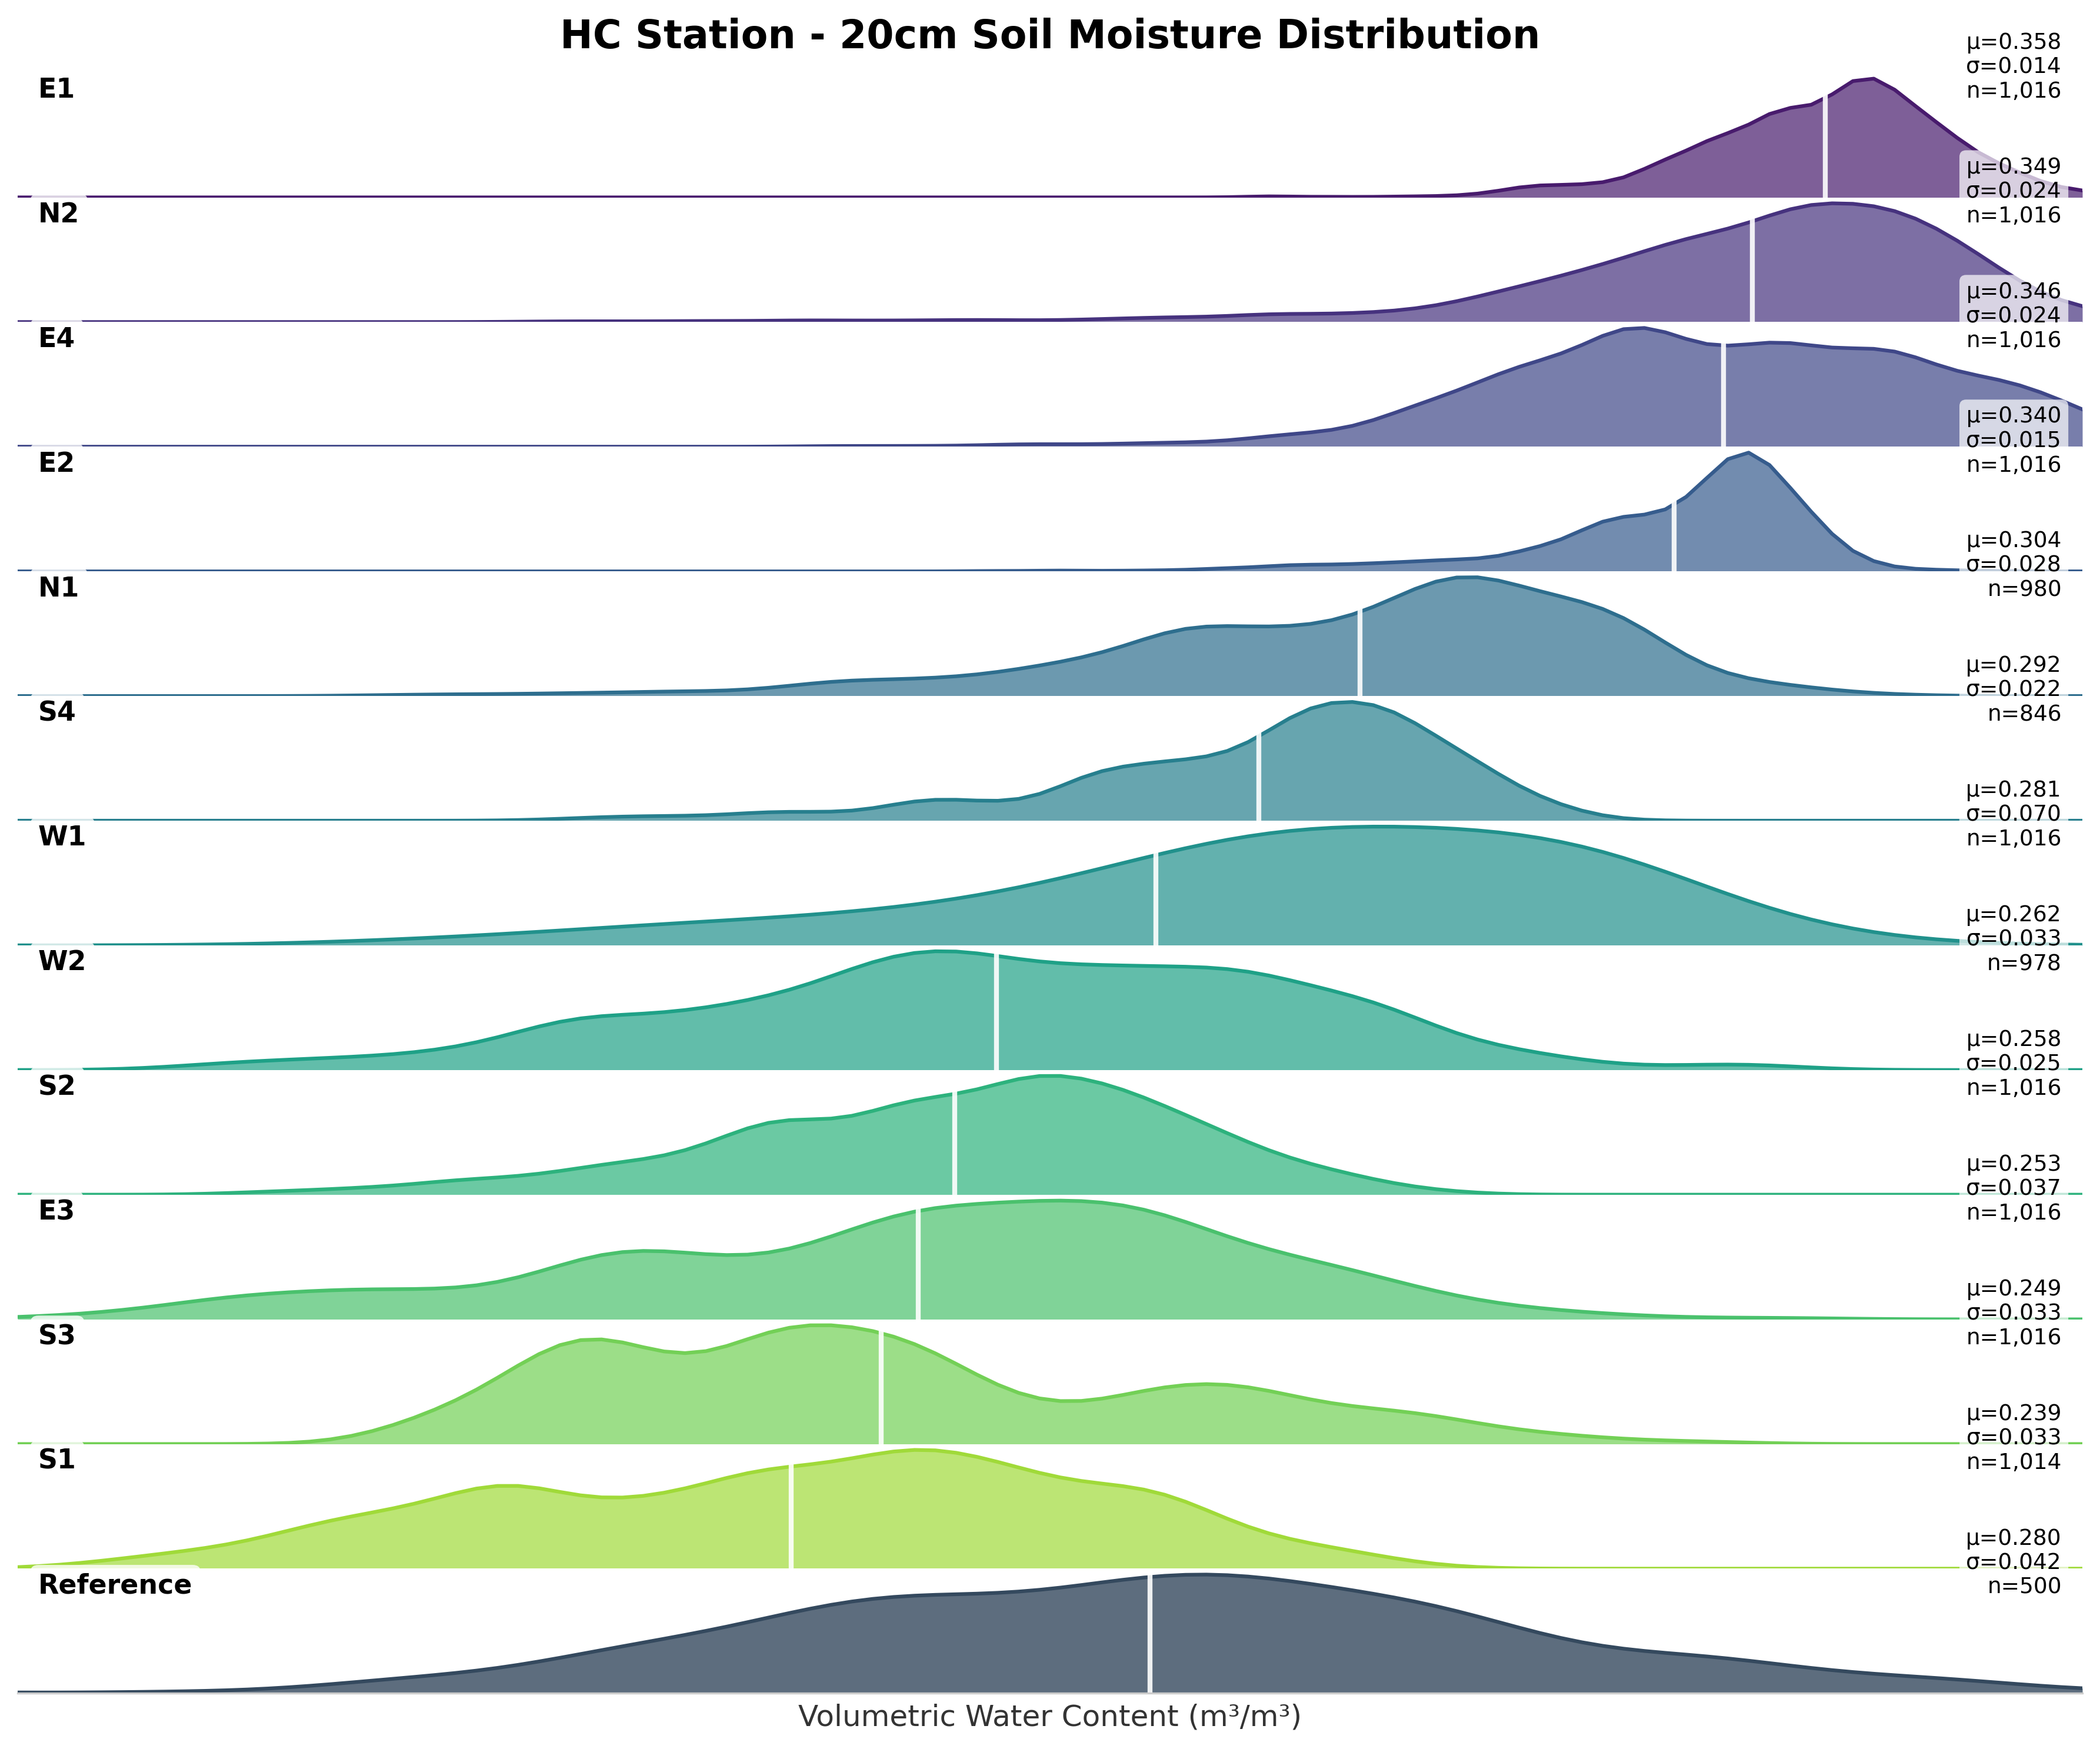 HC Station - 20cm Soil Moisture Distribution
μ=0.358
σ=0.014
n=1,016
E1
μ=0.349
σ=0.024
n=1,016
N2
μ=0.346
σ=0.024
n=1,016
E4
μ=0.340
σ=0.015
n=1,016
E2
μ=0.304
σ=0.028
n=980
N1
μ=0.292
σ=0.022
n=846
S4
μ=0.281
σ=0.070
n=1,016
W1
μ=0.262
σ=0.033
n=978
W2
μ=0.258
σ=0.025
n=1,016
S2
μ=0.253
σ=0.037
n=1,016
E3
μ=0.249
σ=0.033
n=1,016
S3
μ=0.239
σ=0.033
n=1,014
S1
μ=0.280
σ=0.042
n=500
Reference
Volumetric Water Content (m³/m³)